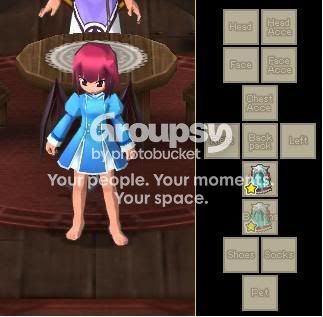 Head
Head
Acce
Face
Face
Acce
Chest
Acce
Back
pack
Left
Shoes
Socks
Pet
Groupsy
by photobucket
Your people. Your moments.
Your space.